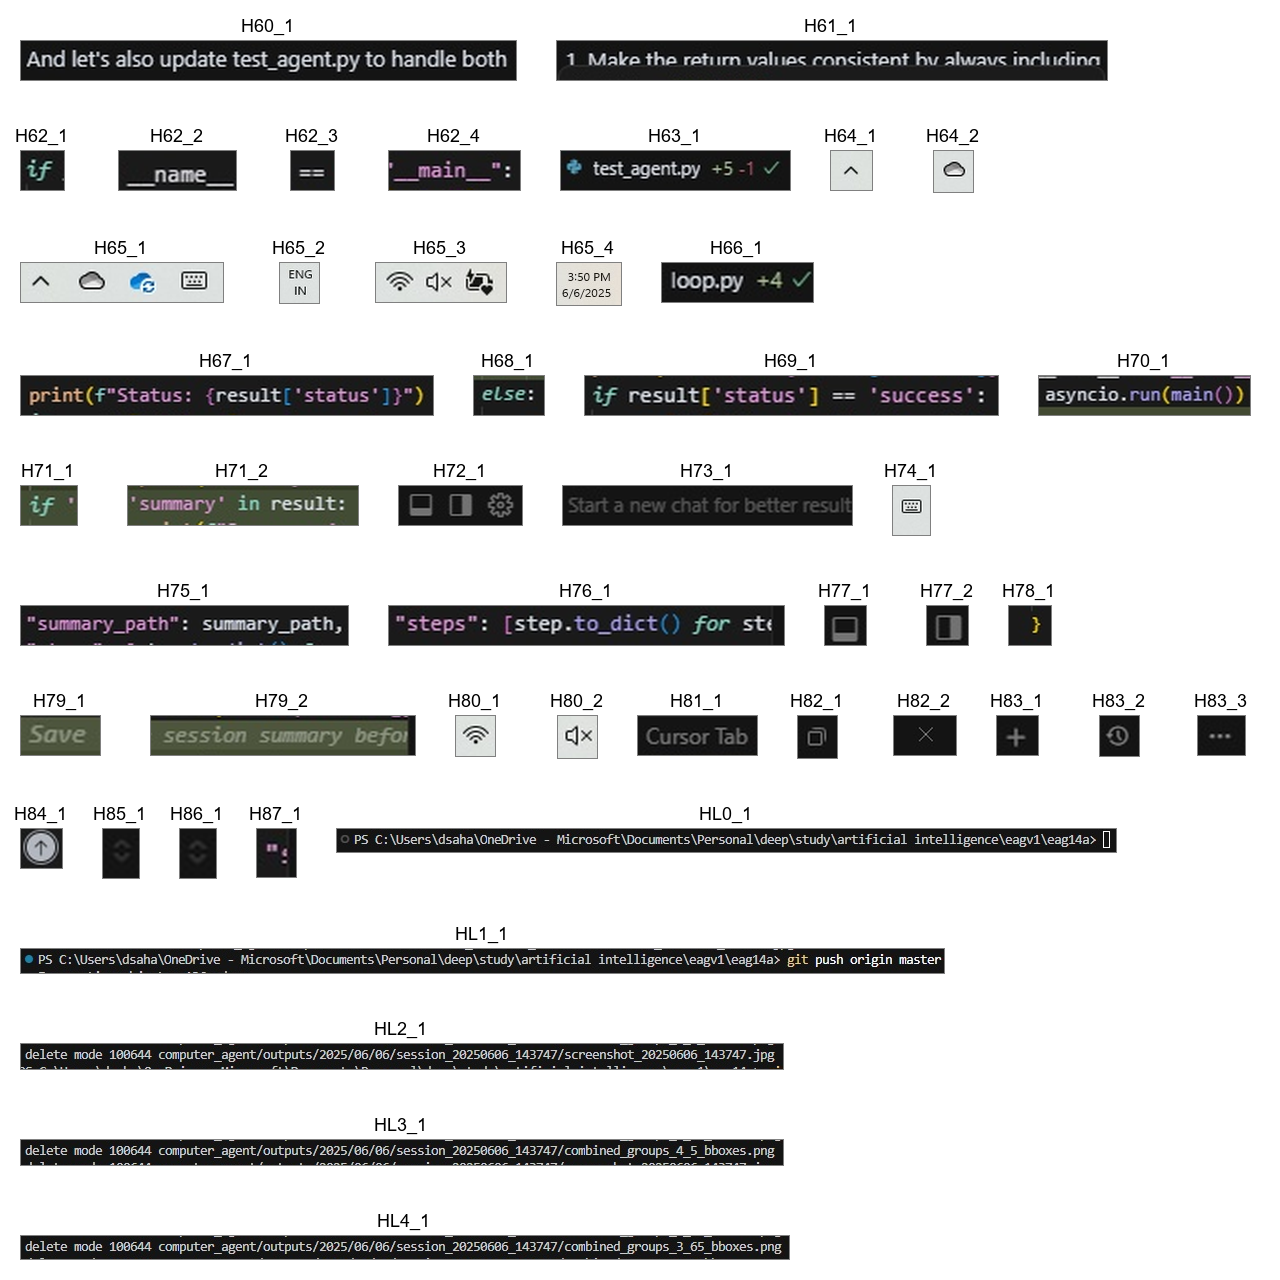 H60_1 H61_1
And let's also update test_agent.py to handle both 1. Make the return values consistent by always including
H62_1 H62_2 H62_3 H62_4 H63_1 H64_1 H64_2
if __name__ == '__main__": test_agent.py +5 -1
H65_1 H65_2 H65_3 H65_4 H66_1
ENG
IN
3:50 PM
6/6/2025
loop.py +4
H67_1 H68_1 H69_1 H70_1
print(f"Status: {result['status']}") else: if result['status'] == 'success': asyncio.run(main())
H71_1 H71_2 H72_1 H73_1 H74_1
if ' 'summary' in result: Start a new chat for better result
H75_1 H76_1 H77_1 H77_2 H78_1
"summary_path": summary_path, "steps": [step.to_dict() for ste }
H79_1 H79_2 H80_1 H80_2 H81_1 H82_1 H82_2 H83_1 H83_2 H83_3
Save session summary befor Cursor Tab
H84_1 H85_1 H86_1 H87_1 HL0_1
"s PS C:\Users\dsaha\OneDrive - Microsoft\Documents\Personal\deep\study\artificial intelligence\eagv1\eag14a>
HL1_1
PS C:\Users\dsaha\OneDrive - Microsoft\Documents\Personal\deep\study\artificial intelligence\eagv1\eag14a> git push origin master
HL2_1
delete mode 100644 computer_agent/outputs/2025/06/06/session_20250606_143747/screenshot_20250606_143747.jpg
HL3_1
delete mode 100644 computer_agent/outputs/2025/06/06/session_20250606_143747/combined_groups_4_5_bboxes.png
HL4_1
delete mode 100644 computer_agent/outputs/2025/06/06/session_20250606_143747/combined_groups_3_65_bboxes.png